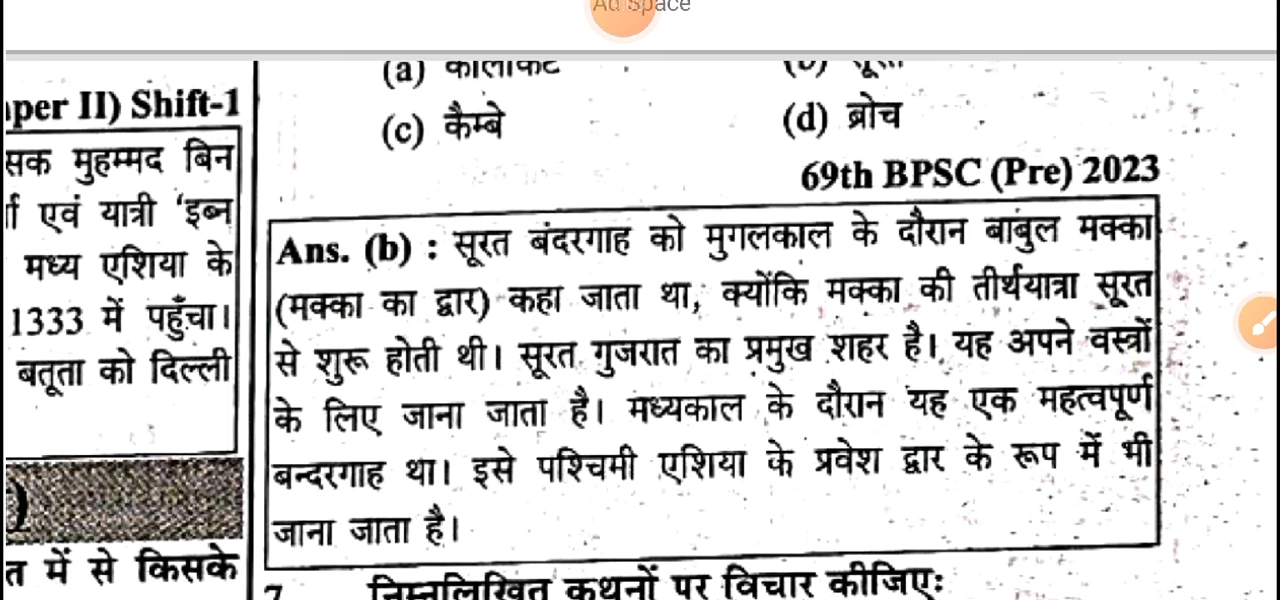 Ad Space
per II) Shift-1
सक मुहम्मद बिन
एवं यात्री 'इब्न
मध्य एशिया के
1333 में पहुँचा।
बतूता को दिल्ली
त में से किसके
(a) कालीकट
(b) सूरत
(c) कैम्बे
(d) ब्रोच
69th BPSC (Pre) 2023
Ans. (b) : सूरत बंदरगाह को मुगलकाल के दौरान बाबुल मक्का
(मक्का का द्वार) कहा जाता था, क्योंकि मक्का की तीर्थयात्रा सूरत
से शुरू होती थी। सूरत गुजरात का प्रमुख शहर है। यह अपने वस्त्रों
के लिए जाना जाता है। मध्यकाल के दौरान यह एक महत्वपूर्ण
बन्दरगाह था। इसे पश्चिमी एशिया के प्रवेश द्वार के रूप में भी
जाना जाता है।
7. निम्नलिखित कथनों पर विचार कीजिए: